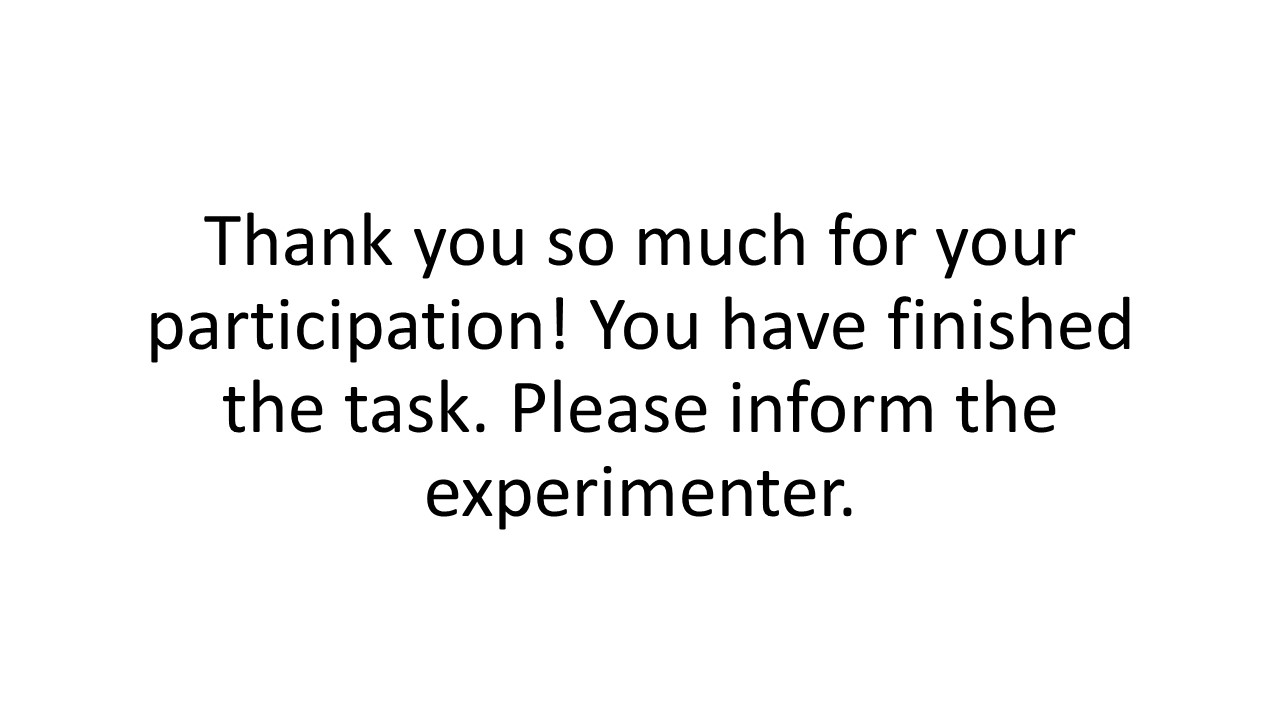 Thank you so much for your
participation! You have finished
the task. Please inform the
experimenter.